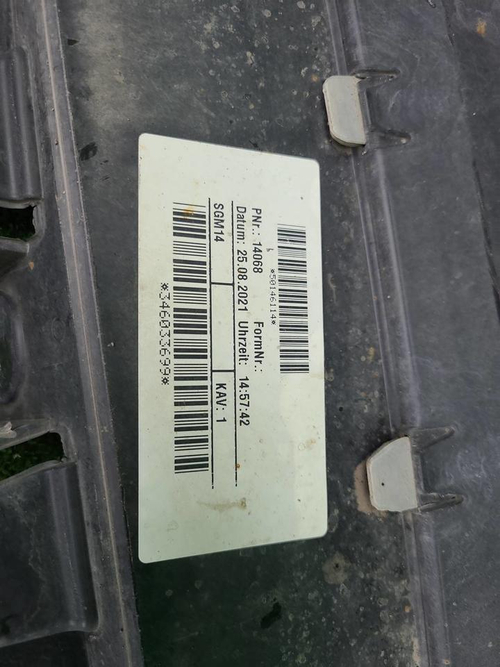 *50146114*
PNr.: 14068 FormNr.:
Datum: 25.08.2021 Uhrzeit: 14:57:42
SGM14 KAV: 1
*346033699*